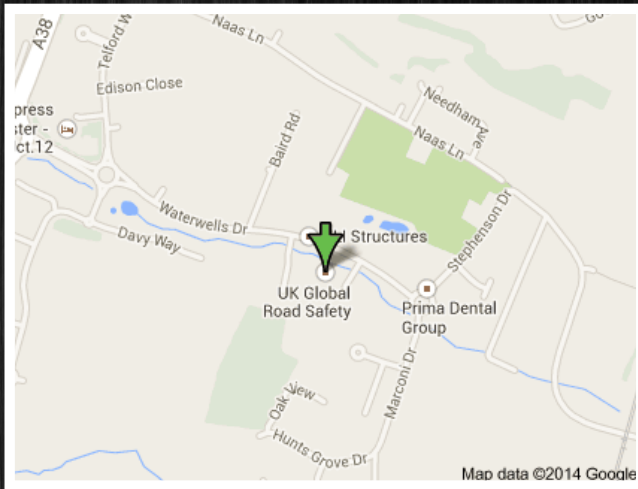 A38
Telford W
Naas Ln
Edison Close
Needham Ave
press
ster -
ct.12
Baird Rd
Naas Ln
Waterwells Dr
Davy Way
Structures
Stephenson Dr
UK Global
Road Safety
Prima Dental
Group
Marconi Dr
Oak View
Hunts Grove Dr
Map data ©2014 Google